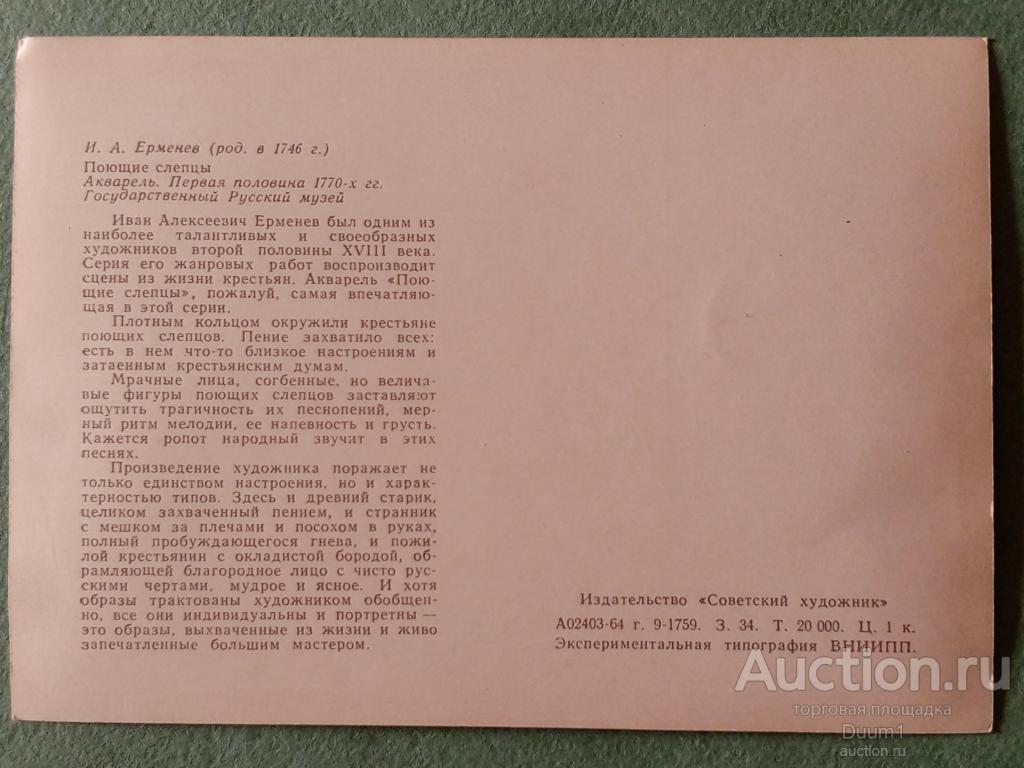 И. А. Ерменев (род. в 1746 г.)
Поющие слепцы
Акварель. Первая половина 1770-х гг.
Государственный Русский музей
Иван Алексеевич Ерменев был одним из
наиболее талантливых и своеобразных
художников второй половины XVIII века.
Серия его жанровых работ воспроизводит
сцены из жизни крестьян. Акварель «Пою-
щие слепцы», пожалуй, самая впечатляю-
щая в этой серии.
Плотным кольцом окружили крестьяне
поющих слепцов. Пение захватило всех:
есть в нем что-то близкое настроениям и
затаенным крестьянским думам.
Мрачные лица, согбенные, но велича-
вые фигуры поющих слепцов заставляют
ощутить трагичность их песнопений, мер-
ный ритм мелодии, ее напевность и грусть.
Кажется ропот народный звучит в этих
песнях.
Произведение художника поражает не
только единством настроения, но и харак-
терностью типов. Здесь и древний старик,
целиком захваченный пением, и странник
с мешком за плечами и посохом в руках,
полный пробуждающегося гнева, и пожи-
лой крестьянин с окладистой бородой, об-
рамляющей благородное лицо с чисто рус-
скими чертами, мудрое и ясное. И хотя
образы трактованы художником обобщен-
но, все они индивидуальны и портретны —
это образы, выхваченные из жизни и живо
запечатленные большим мастером.
Издательство «Советский художник»
А02403-64 г. 9-1759. З. 34. Т. 20 000. Ц. 1 к.
Экспериментальная типография ВНИИПП.
Auction.ru
торговая площадка
Duum1
auction.ru